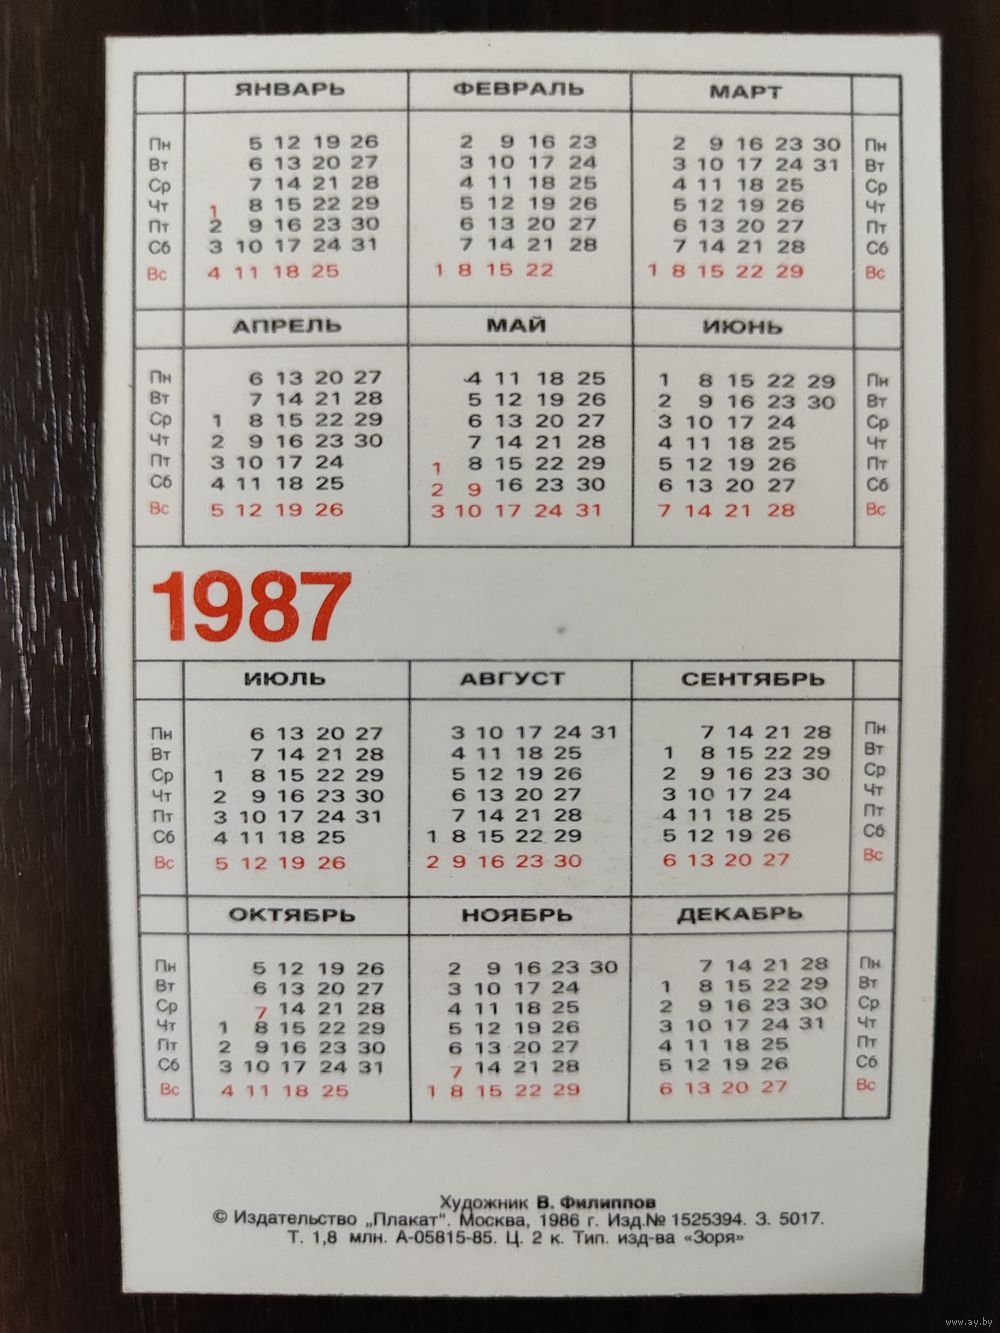 ЯНВАРЬ ФЕВРАЛЬ МАРТ
Пн 5 12 19 26 2 9 16 23 2 9 16 23 30 Пн
Вт 6 13 20 27 3 10 17 24 3 10 17 24 31 Вт
Ср 7 14 21 28 4 11 18 25 4 11 18 25 Ср
Чт 1 8 15 22 29 5 12 19 26 5 12 19 26 Чт
Пт 2 9 16 23 30 6 13 20 27 6 13 20 27 Пт
Сб 3 10 17 24 31 7 14 21 28 7 14 21 28 Сб
Вс 4 11 18 25 1 8 15 22 1 8 15 22 29 Вс
АПРЕЛЬ МАЙ ИЮНЬ
Пн 6 13 20 27 4 11 18 25 1 8 15 22 29 Пн
Вт 7 14 21 28 5 12 19 26 2 9 16 23 30 Вт
Ср 1 8 15 22 29 6 13 20 27 3 10 17 24 Ср
Чт 2 9 16 23 30 7 14 21 28 4 11 18 25 Чт
Пт 3 10 17 24 1 8 15 22 29 5 12 19 26 Пт
Сб 4 11 18 25 2 9 16 23 30 6 13 20 27 Сб
Вс 5 12 19 26 3 10 17 24 31 7 14 21 28 Вс
1987
ИЮЛЬ АВГУСТ СЕНТЯБРЬ
Пн 6 13 20 27 3 10 17 24 31 7 14 21 28 Пн
Вт 7 14 21 28 4 11 18 25 1 8 15 22 29 Вт
Ср 1 8 15 22 29 5 12 19 26 2 9 16 23 30 Ср
Чт 2 9 16 23 30 6 13 20 27 3 10 17 24 Чт
Пт 3 10 17 24 31 7 14 21 28 4 11 18 25 Пт
Сб 4 11 18 25 1 8 15 22 29 5 12 19 26 Сб
Вс 5 12 19 26 2 9 16 23 30 6 13 20 27 Вс
ОКТЯБРЬ НОЯБРЬ ДЕКАБРЬ
Пн 5 12 19 26 2 9 16 23 30 7 14 21 28 Пн
Вт 6 13 20 27 3 10 17 24 1 8 15 22 29 Вт
Ср 7 14 21 28 4 11 18 25 2 9 16 23 30 Ср
Чт 1 8 15 22 29 5 12 19 26 3 10 17 24 31 Чт
Пт 2 9 16 23 30 6 13 20 27 4 11 18 25 Пт
Сб 3 10 17 24 31 7 14 21 28 5 12 19 26 Сб
Вс 4 11 18 25 1 8 15 22 29 6 13 20 27 Вс
Художник В. Филиппов
© Издательство „Плакат“. Москва, 1986 г. Изд.№ 1525394. З. 5017.
Т. 1,8 млн. А-05815-85. Ц. 2 к. Тип. изд-ва «Зоря»
www.ay.by